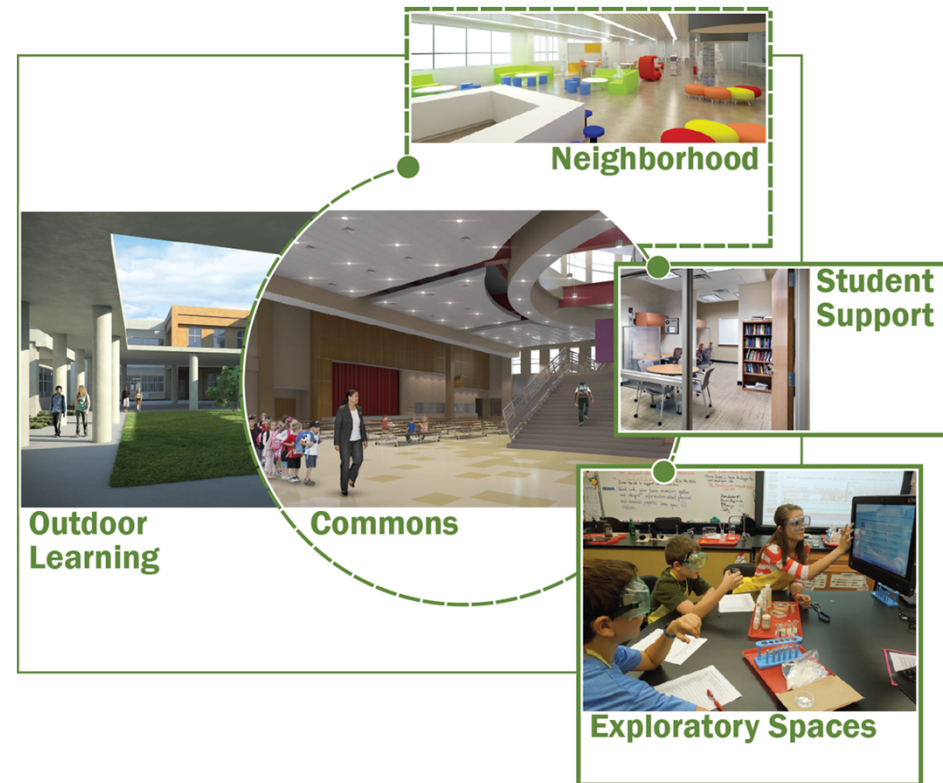 Neighborhood
Student
Support
Outdoor
Learning
Commons
Exploratory Spaces